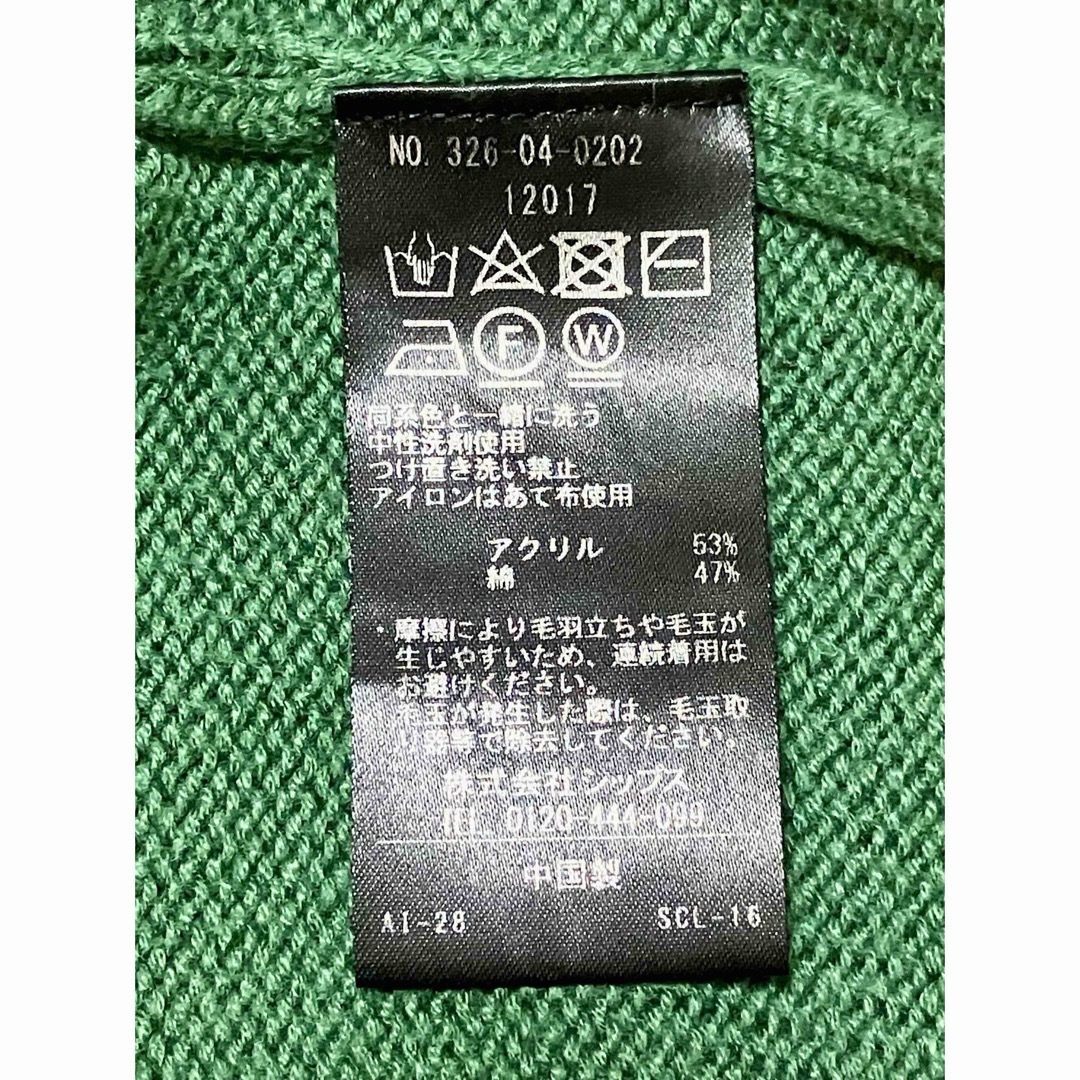 NO. 326-04-0202
12017
F W
同系色と一緒に洗う
中性洗剤使用
つけ置き洗い禁止
アイロンはあて布使用
アクリル 53%
綿 47%
・摩擦により毛羽立ちや毛玉が
生じやすいため、連続着用は
お避けください。
毛玉が発生した際は、毛玉取
り器等で除去してください。
株式会社シップス
TEL 0120-444-099
中国製
AI-28 SCL-16